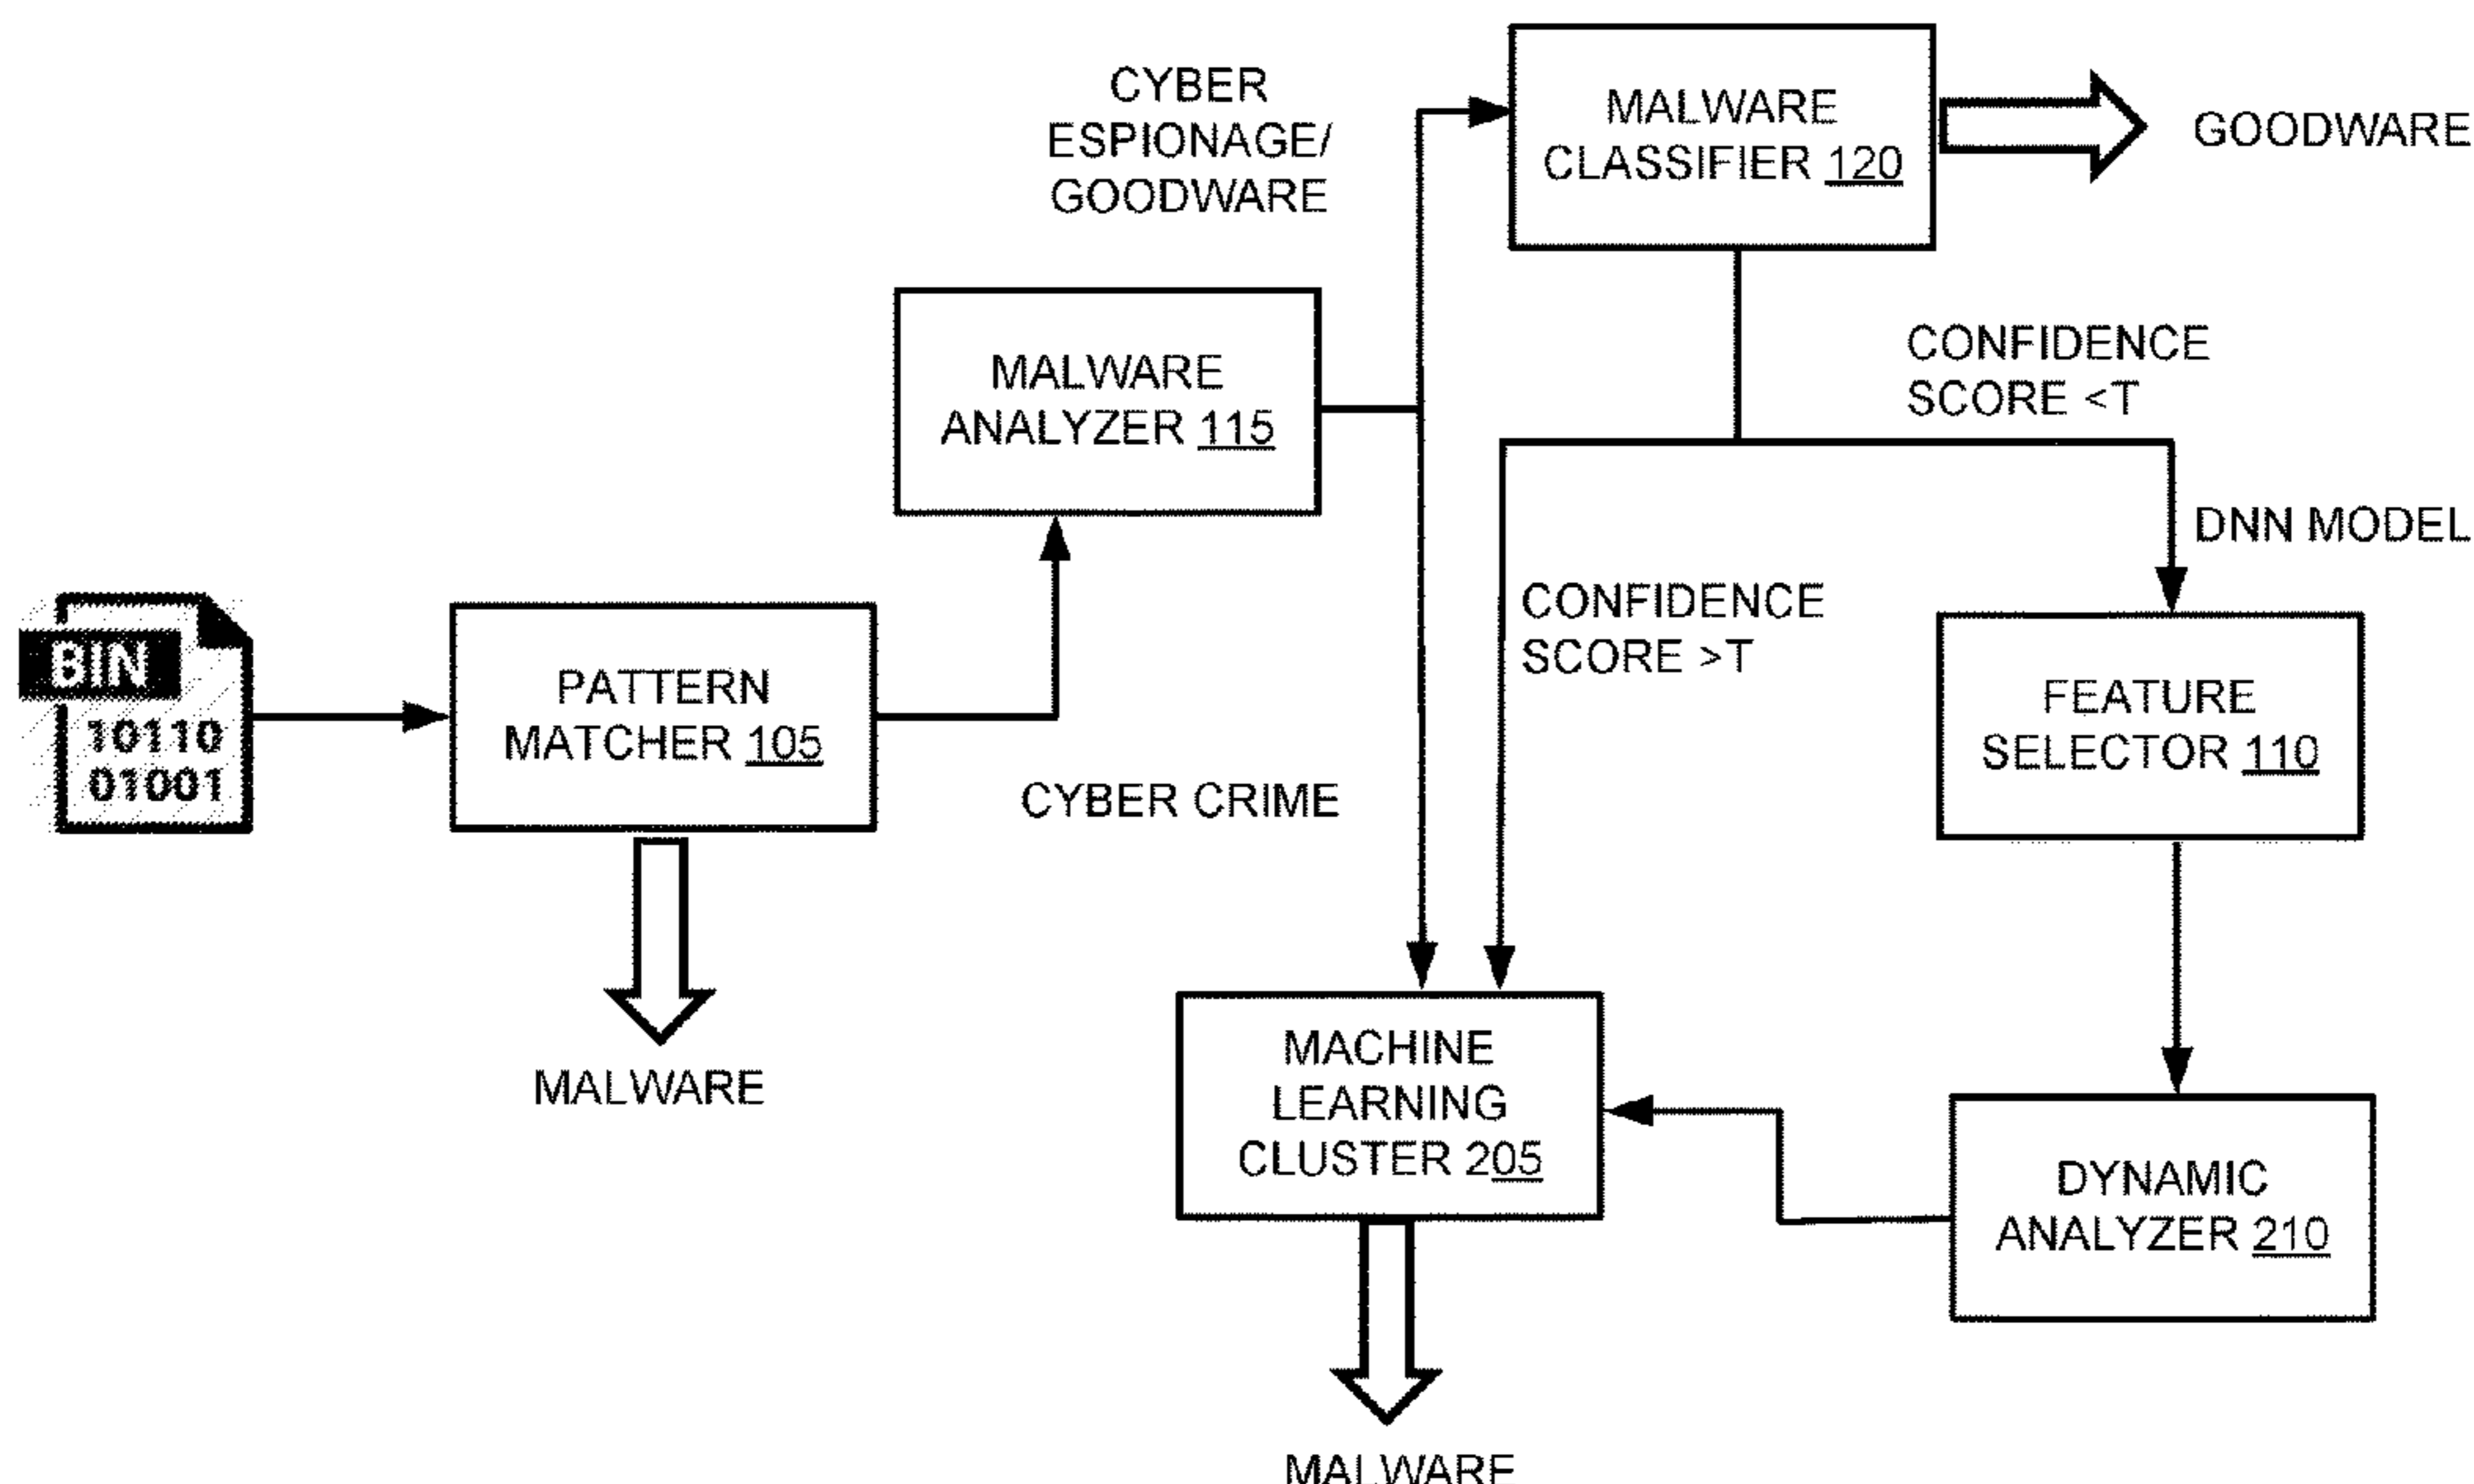 CYBER
ESPIONAGE/
GOODWARE
MALWARE
CLASSIFIER 120
GOODWARE
MALWARE
ANALYZER 115
CONFIDENCE
SCORE <T
DNN MODEL
CONFIDENCE
SCORE >T
BIN
10110
01001
PATTERN
MATCHER 105
CYBER CRIME
FEATURE
SELECTOR 110
MALWARE
MACHINE
LEARNING
CLUSTER 205
DYNAMIC
ANALYZER 210
MALWARE